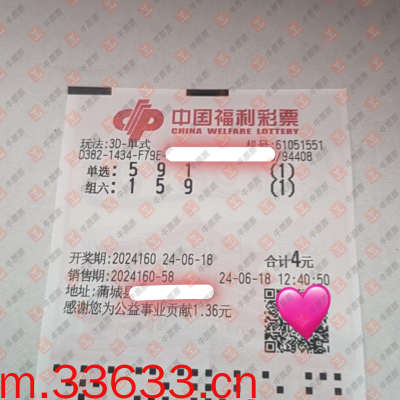 中国福利彩票
CHINA WELFARE LOTTERY
玩法:3D-单式
机号:61051551
D382-1434-F79E-
/94408
单选: 5 9 1 (1)
组六: 1 5 9 (1)
开奖期:2024160 24-06-18 合计4元
销售期:2024160-58 24-06-18 12:40:50
地址:蒲城县
感谢您为公益事业贡献1.36元
m.33633.cn